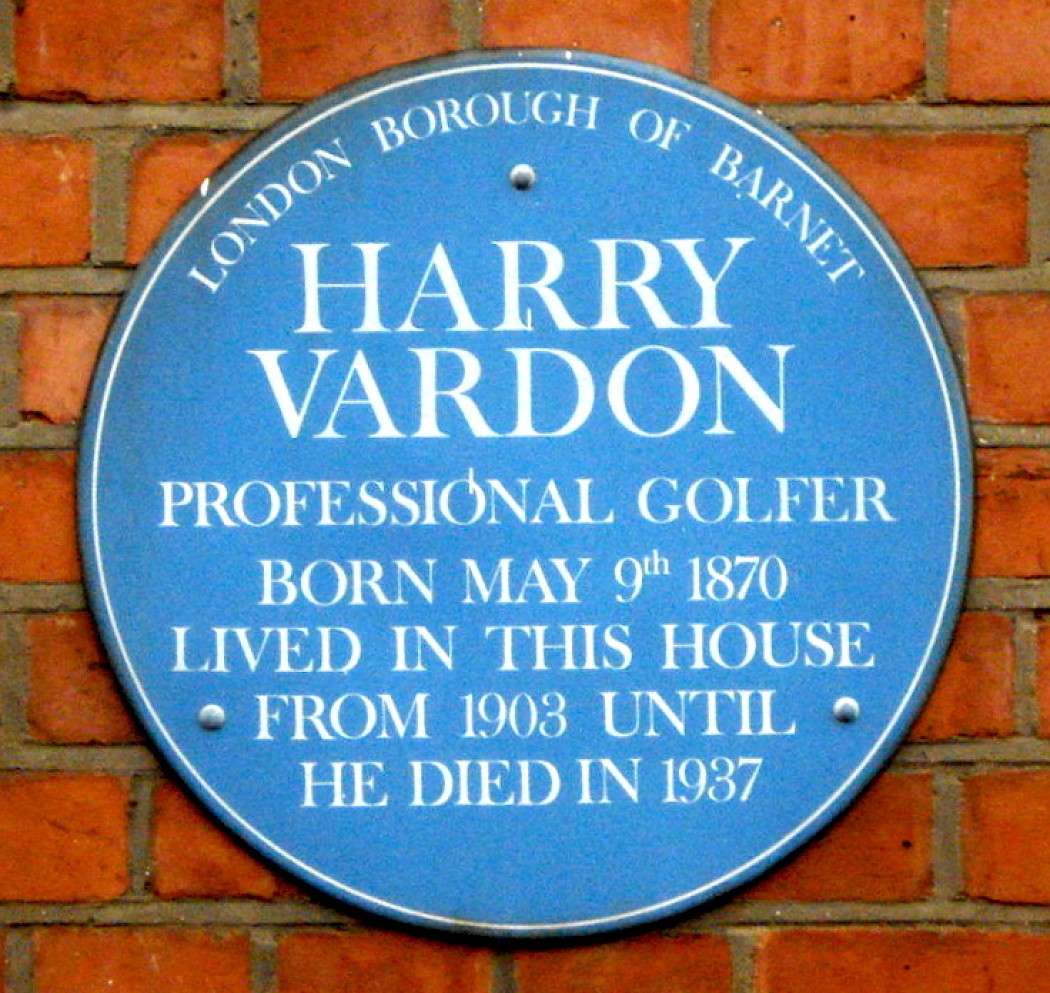 LONDON BOROUGH OF BARNET
HARRY
VARDON
PROFESSIONAL GOLFER
BORN MAY 9th 1870
LIVED IN THIS HOUSE
FROM 1903 UNTIL
HE DIED IN 1937